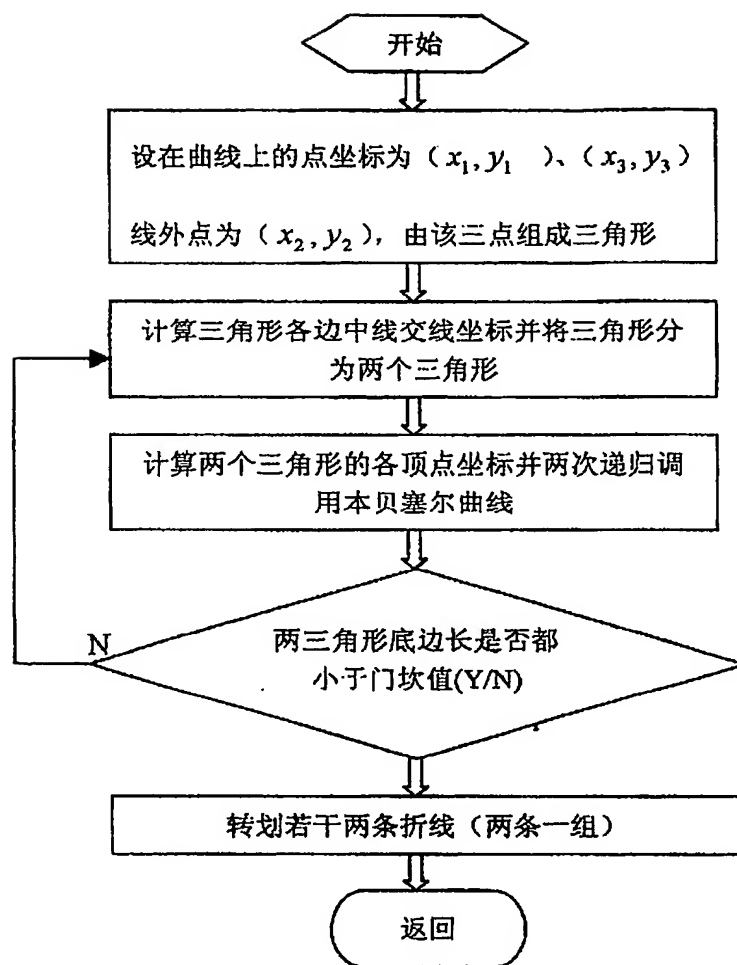 开始
设在曲线上的点坐标为（x₁,y₁ ）、（x₃,y₃）
线外点为（x₂,y₂），由该三点组成三角形
计算三角形各边中线交线坐标并将三角形分
为两个三角形
计算两个三角形的各顶点坐标并两次递归调
用本贝塞尔曲线
N
两三角形底边长是否都
小于门坎值(Y/N)
转划若干两条折线（两条一组）
返回